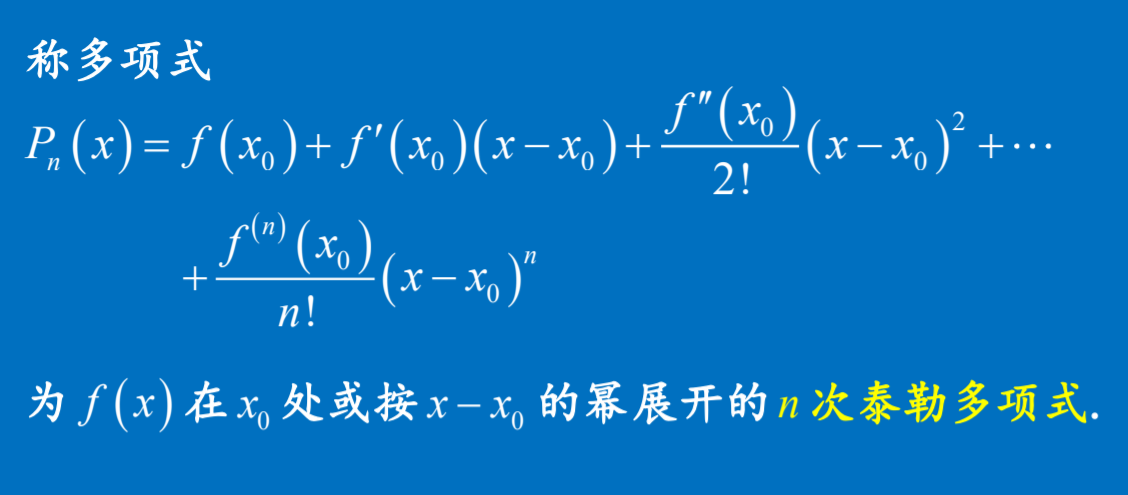 称多项式
$P_n(x) = f(x_0) + f'(x_0)(x - x_0) + \frac{f''(x_0)}{2!}(x - x_0)^2 + \cdots$
$+ \frac{f^{(n)}(x_0)}{n!}(x - x_0)^n$
为 $f(x)$ 在 $x_0$ 处或按 $x - x_0$ 的幂展开的 $n$ 次泰勒多项式.